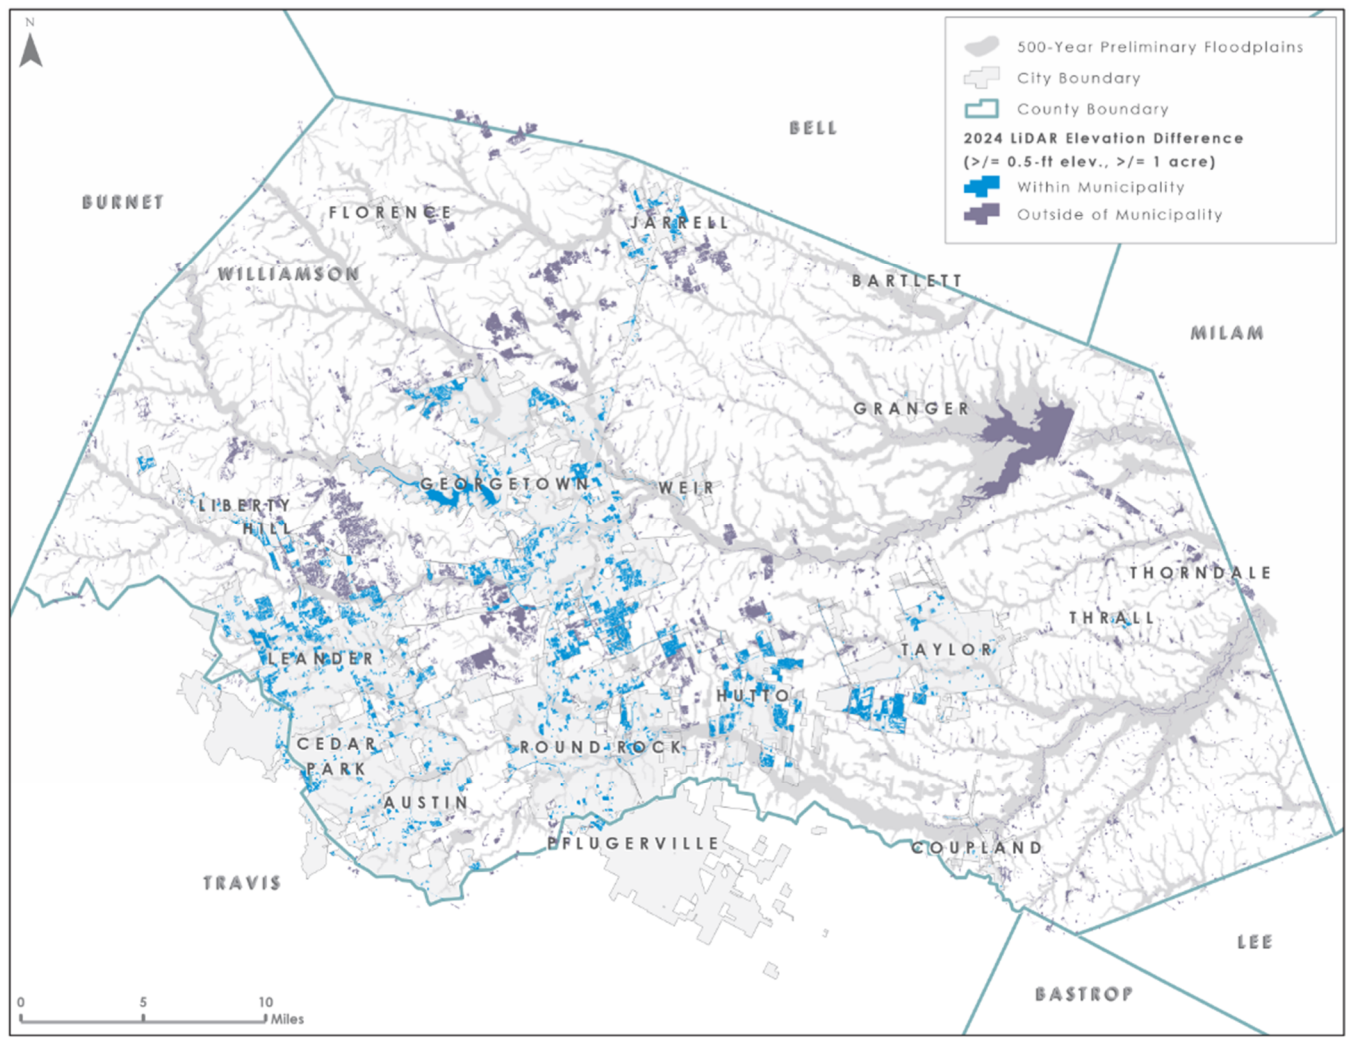 N
500-Year Preliminary Floodplains
City Boundary
County Boundary
2024 LiDAR Elevation Difference
(>/= 0.5-ft elev., >/= 1 acre)
Within Municipality
Outside of Municipality
BELL
BURNET
FLORENCE
JARRELL
WILLIAMSON
BARTLETT
MILAM
GRANGER
GEORGETOWN
WEIR
LIBERTY
HILL
THORNDALE
THRALL
TAYLOR
LEANDER
HUTTO
CEDAR
PARK
ROUND ROCK
AUSTIN
PFLUGERVILLE
COUPLAND
TRAVIS
LEE
BASTROP
0 5 10
Miles